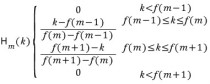 0 k<f(m−1)
k−f(m−1) f(m−1)≤k≤f(m)
H_m(k){ f(m)−f(m−1)
f(m+1)−k f(m)≤k≤f(m+1)
f(m+1)−f(m)
0 k<f(m+1)